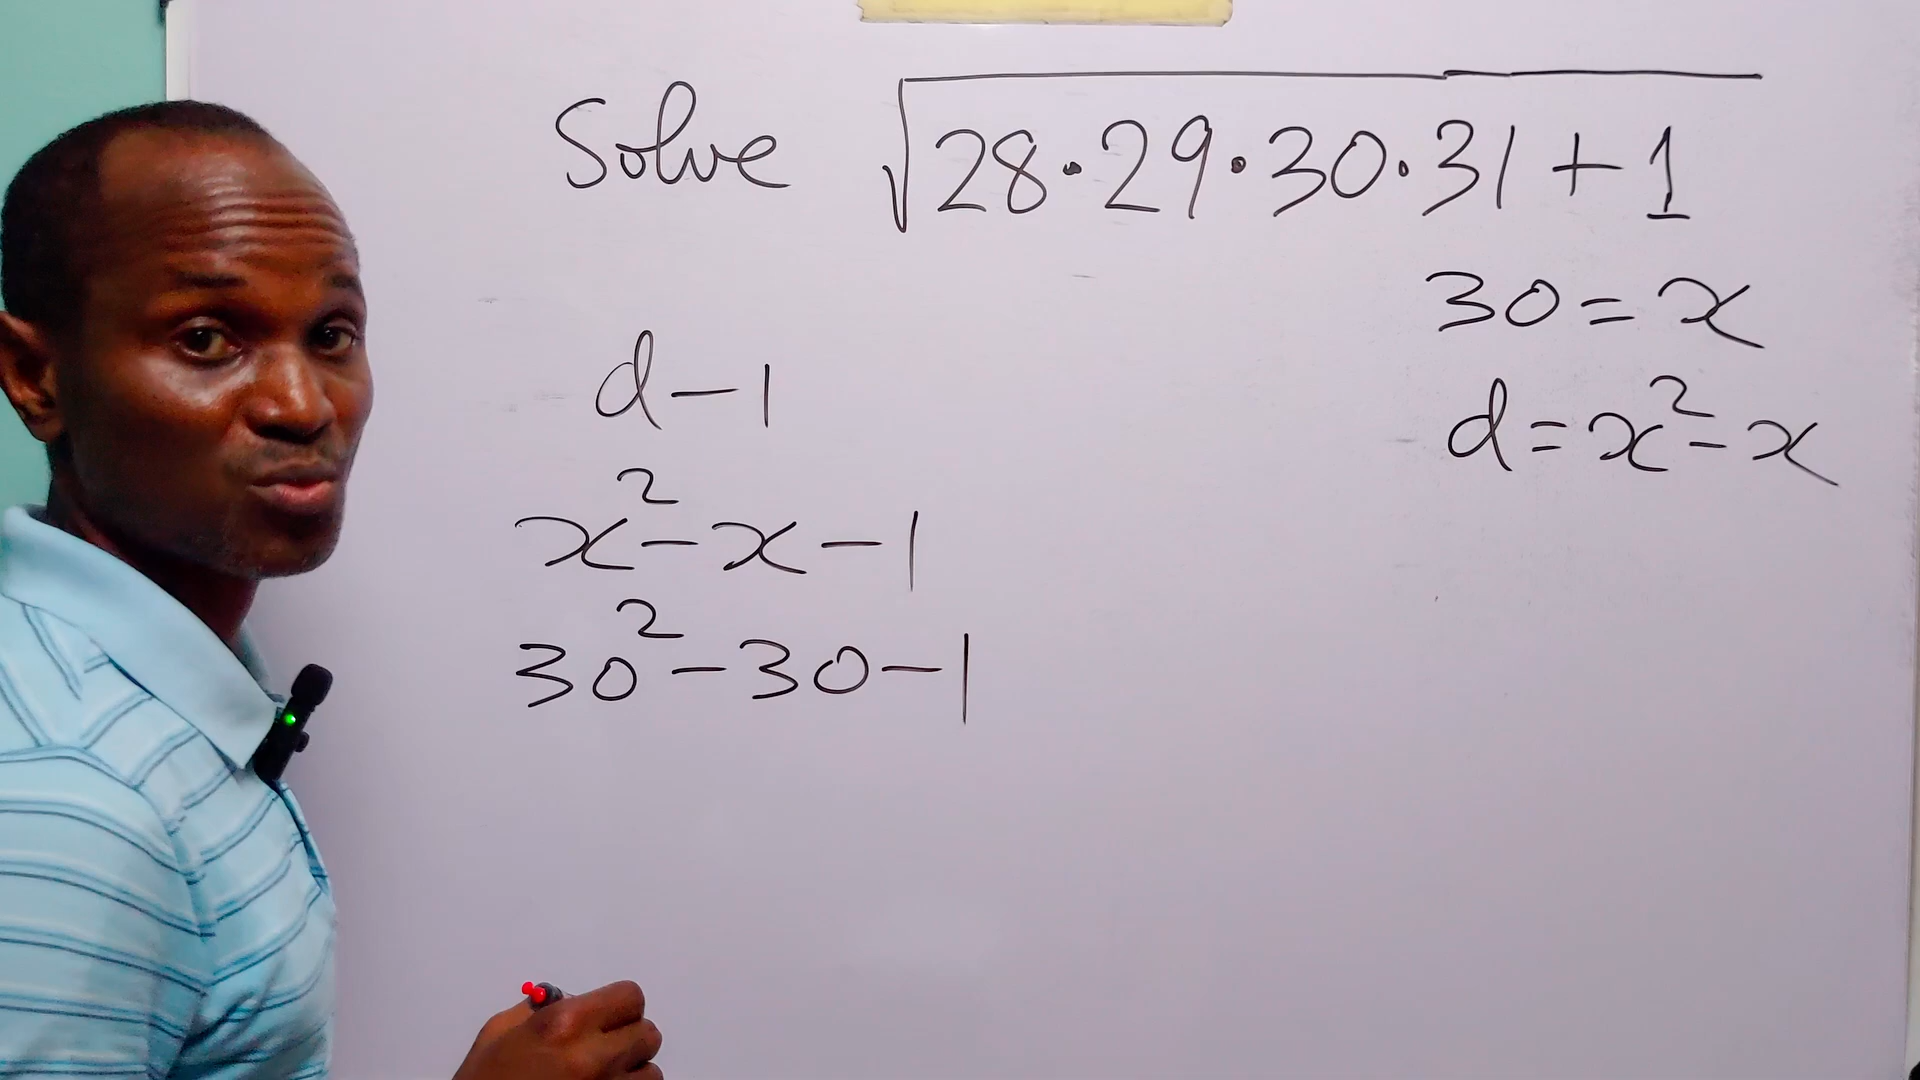 Solve √28·29·30·31 + 1
30 = x
d = x² - x
d - 1
x² - x - 1
30² - 30 - 1